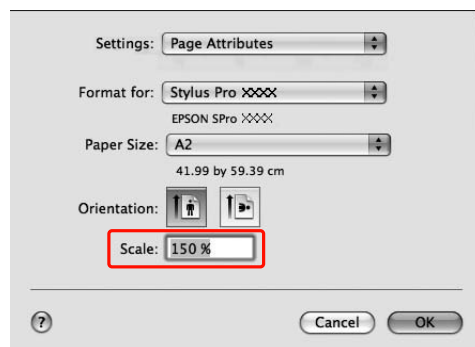 Settings: Page Attributes
Format for: Stylus Pro XXXX
EPSON SPro XXXX
Paper Size: A2
41.99 by 59.39 cm
Orientation:
Scale: 150 %
? Cancel OK